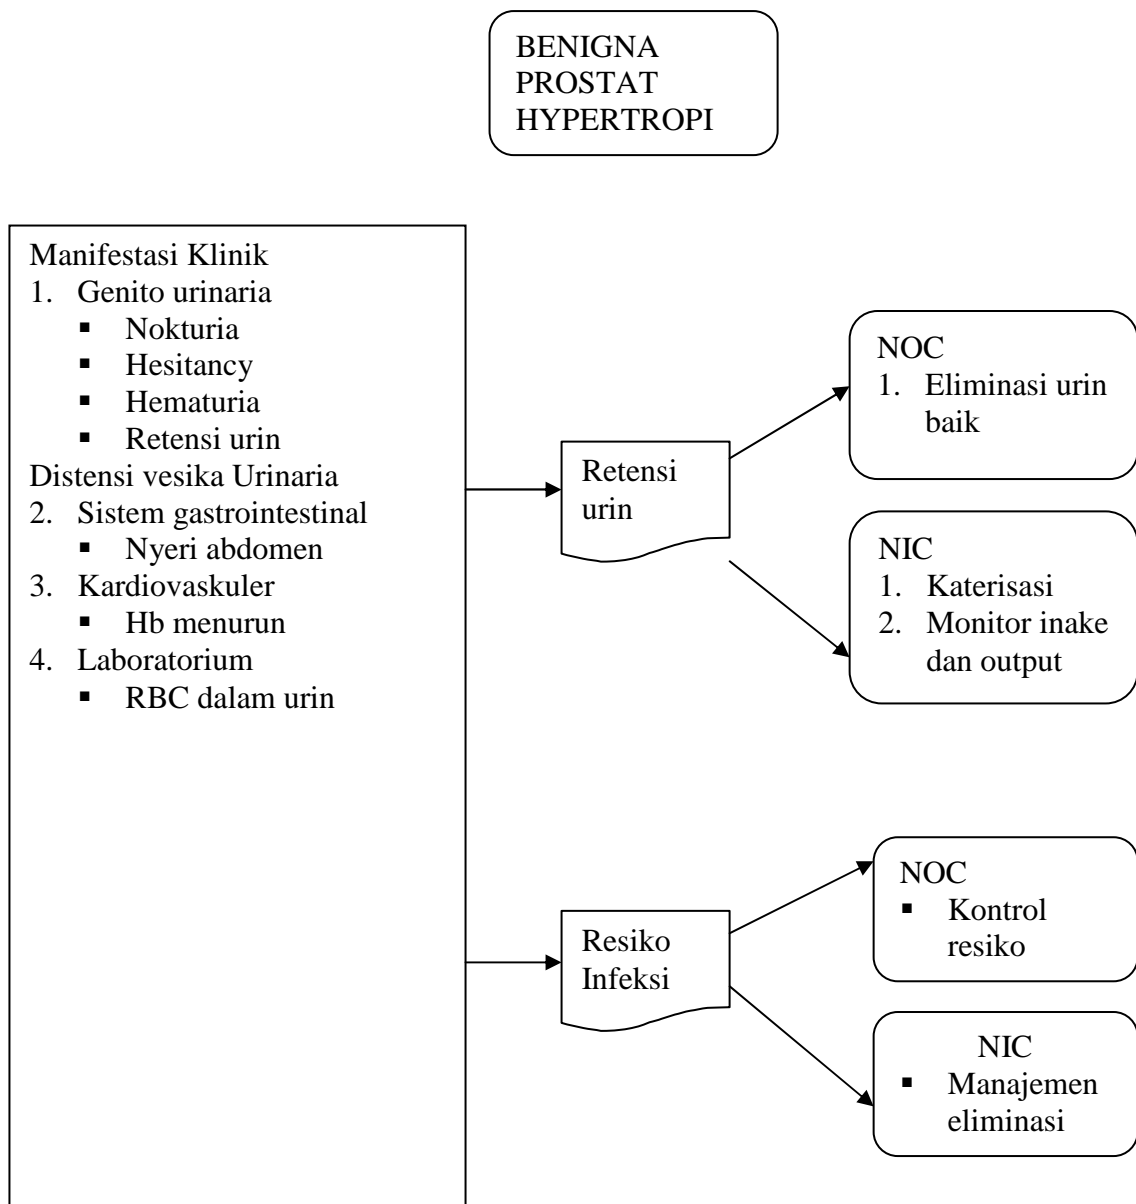 BENIGNA
PROSTAT
HYPERTROPI
Manifestasi Klinik
1. Genito urinaria
▪ Nokturia
▪ Hesitancy
▪ Hematuria
▪ Retensi urin
Distensi vesika Urinaria
2. Sistem gastrointestinal
▪ Nyeri abdomen
3. Kardiovaskuler
▪ Hb menurun
4. Laboratorium
▪ RBC dalam urin
Retensi
urin
NOC
1. Eliminasi urin
baik
NIC
1. Katerisasi
2. Monitor inake
dan output
Resiko
Infeksi
NOC
▪ Kontrol
resiko
NIC
▪ Manajemen
eliminasi